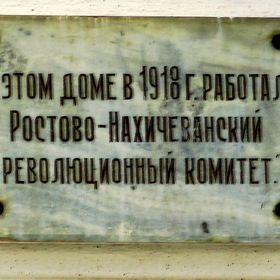 ЭТОМ ДОМЕ В 1918 Г. РАБОТАЛ
РОСТОВО-НАХИЧЕВАНСКИЙ
РЕВОЛЮЦИОННЫЙ КОМИТЕТ.